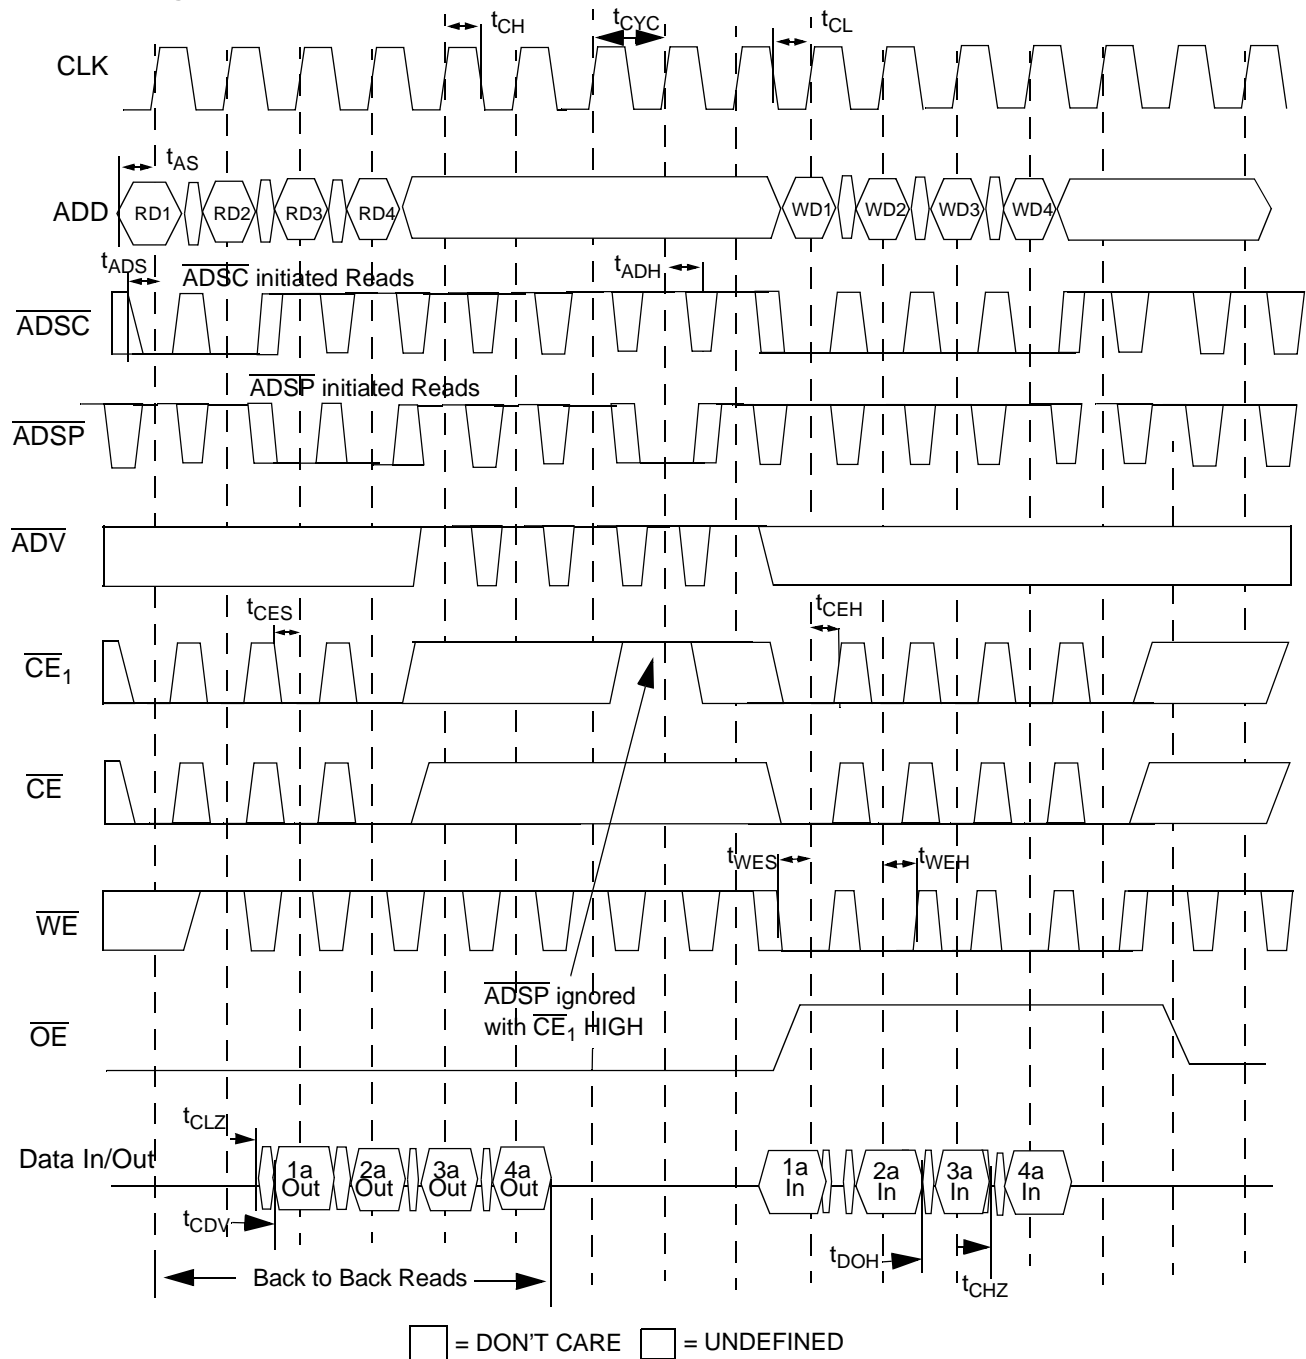 tCH tCYC tCL
CLK
tAS
ADD RD1 RD2 RD3 RD4 WD1 WD2 WD3 WD4
tADS ADSC initiated Reads tADH
ADSC
ADSP initiated Reads
ADSP
ADV
tCES tCEH
CE1
CE
tWES tWEH
WE
ADSP ignored
with CE1 HIGH
OE
tCLZ
Data In/Out
1a Out 2a Out 3a Out 4a Out 1a In 2a In 3a In 4a In
tCDV
tDOH
tCHZ
Back to Back Reads
= DON'T CARE = UNDEFINED